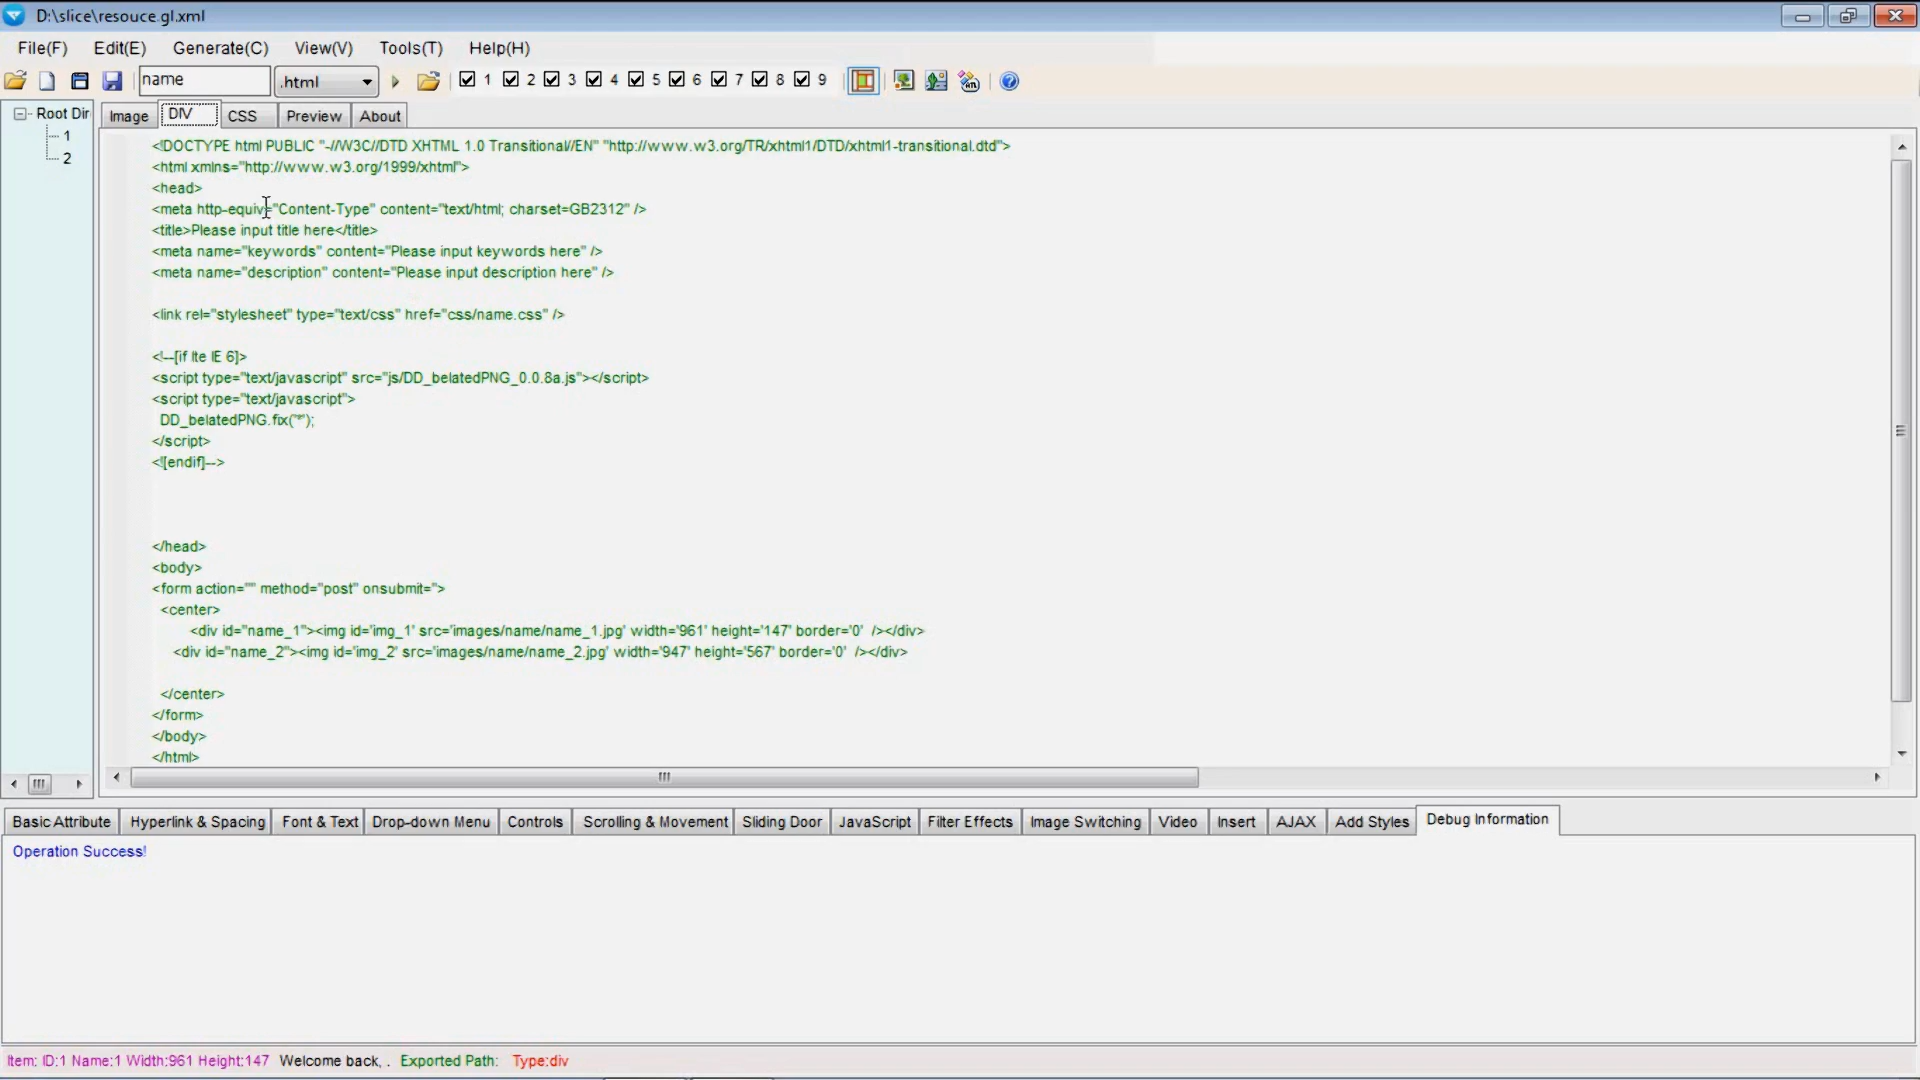 D:\slice\resouce.gl.xml
File(F) Edit(E) Generate(C) View(V) Tools(T) Help(H)
name .html 1 2 3 4 5 6 7 8 9
Root Dir
1
2
Image DIV CSS Preview About
<!DOCTYPE html PUBLIC "-//W3C//DTD XHTML 1.0 Transitional//EN" "http://www.w3.org/TR/xhtml1/DTD/xhtml1-transitional.dtd">
<html xmlns="http://www.w3.org/1999/xhtml">
<head>
<meta http-equiv="Content-Type" content="text/html; charset=GB2312" />
<title>Please input title here</title>
<meta name="keywords" content="Please input keywords here" />
<meta name="description" content="Please input description here" />
<link rel="stylesheet" type="text/css" href="css/name.css" />
<!--[if lte IE 6]>
<script type="text/javascript" src="js/DD_belatedPNG_0.0.8a.js"></script>
<script type="text/javascript">
DD_belatedPNG.fix('*');
</script>
<![endif]-->
</head>
<body>
<form action="" method="post" onsubmit=''>
<center>
<div id="name_1"><img id='img_1' src='images/name/name_1.jpg' width='961' height='147' border='0' /></div>
<div id="name_2"><img id='img_2' src='images/name/name_2.jpg' width='947' height='567' border='0' /></div>
</center>
</form>
</body>
</html>
Basic Attribute Hyperlink & Spacing Font & Text Drop-down Menu Controls Scrolling & Movement Sliding Door JavaScript Filter Effects Image Switching Video Insert AJAX Add Styles Debug Information
Operation Success!
Item: ID:1 Name:1 Width:961 Height:147 Welcome back, . Exported Path: Type:div